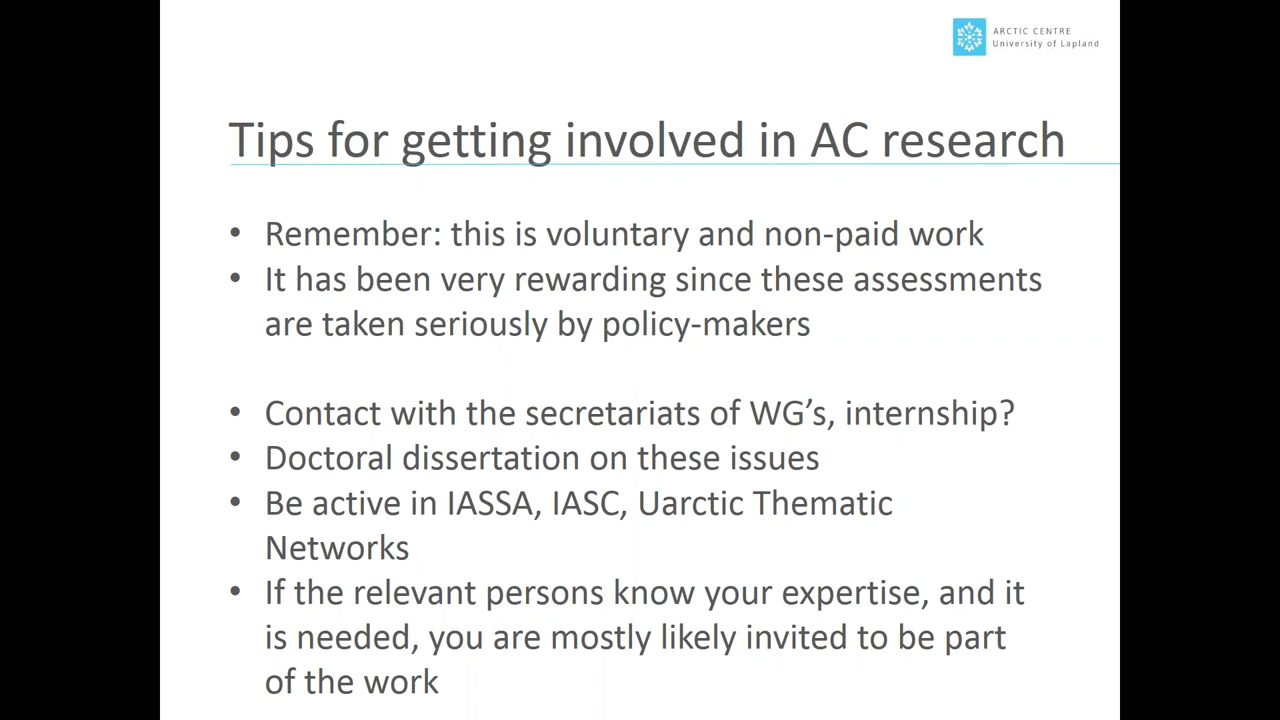 ARCTIC CENTRE
University of Lapland
Tips for getting involved in AC research
• Remember: this is voluntary and non-paid work
• It has been very rewarding since these assessments
are taken seriously by policy-makers
• Contact with the secretariats of WG’s, internship?
• Doctoral dissertation on these issues
• Be active in IASSA, IASC, Uarctic Thematic
Networks
• If the relevant persons know your expertise, and it
is needed, you are mostly likely invited to be part
of the work